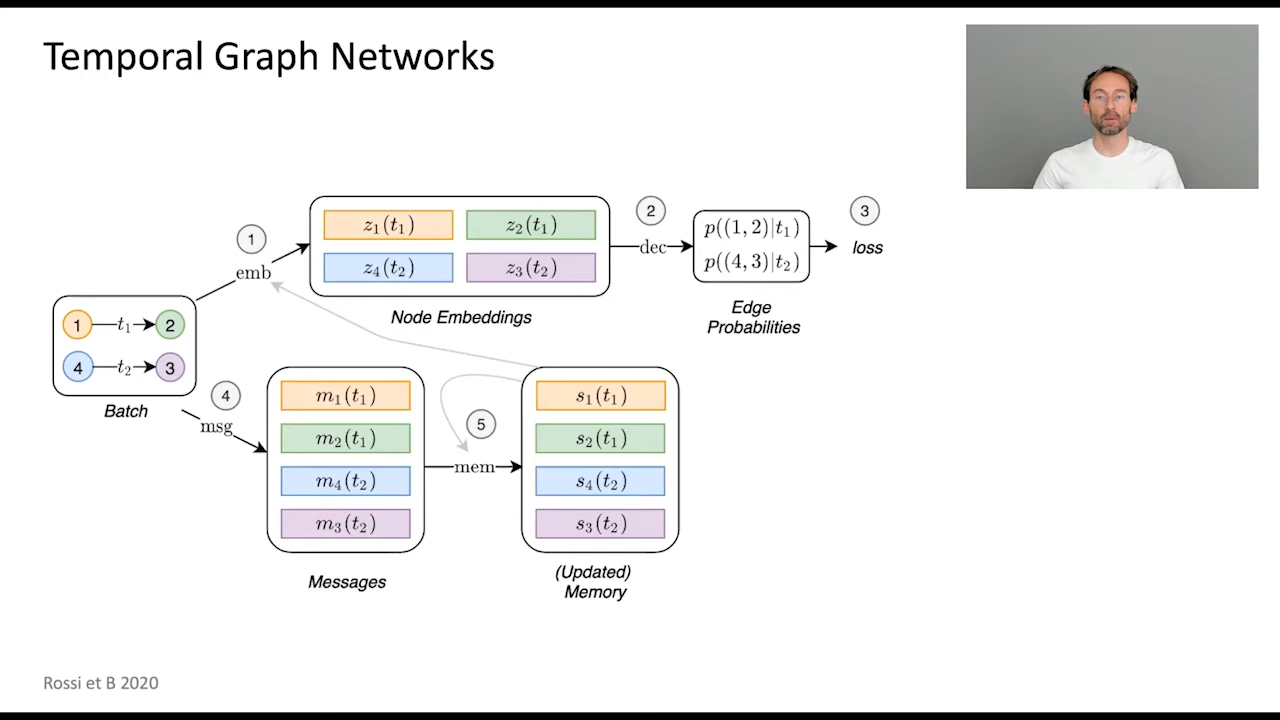 Temporal Graph Networks
1
emb
z₁(t₁) z₂(t₁)
z₄(t₂) z₃(t₂)
Node Embeddings
2
dec
p((1, 2)|t₁)
p((4, 3)|t₂)
Edge
Probabilities
3
loss
1 t₁ 2
4 t₂ 3
Batch
4
msg
m₁(t₁)
m₂(t₁)
m₄(t₂)
m₃(t₂)
Messages
5
mem
s₁(t₁)
s₂(t₁)
s₄(t₂)
s₃(t₂)
(Updated)
Memory
Rossi et B 2020